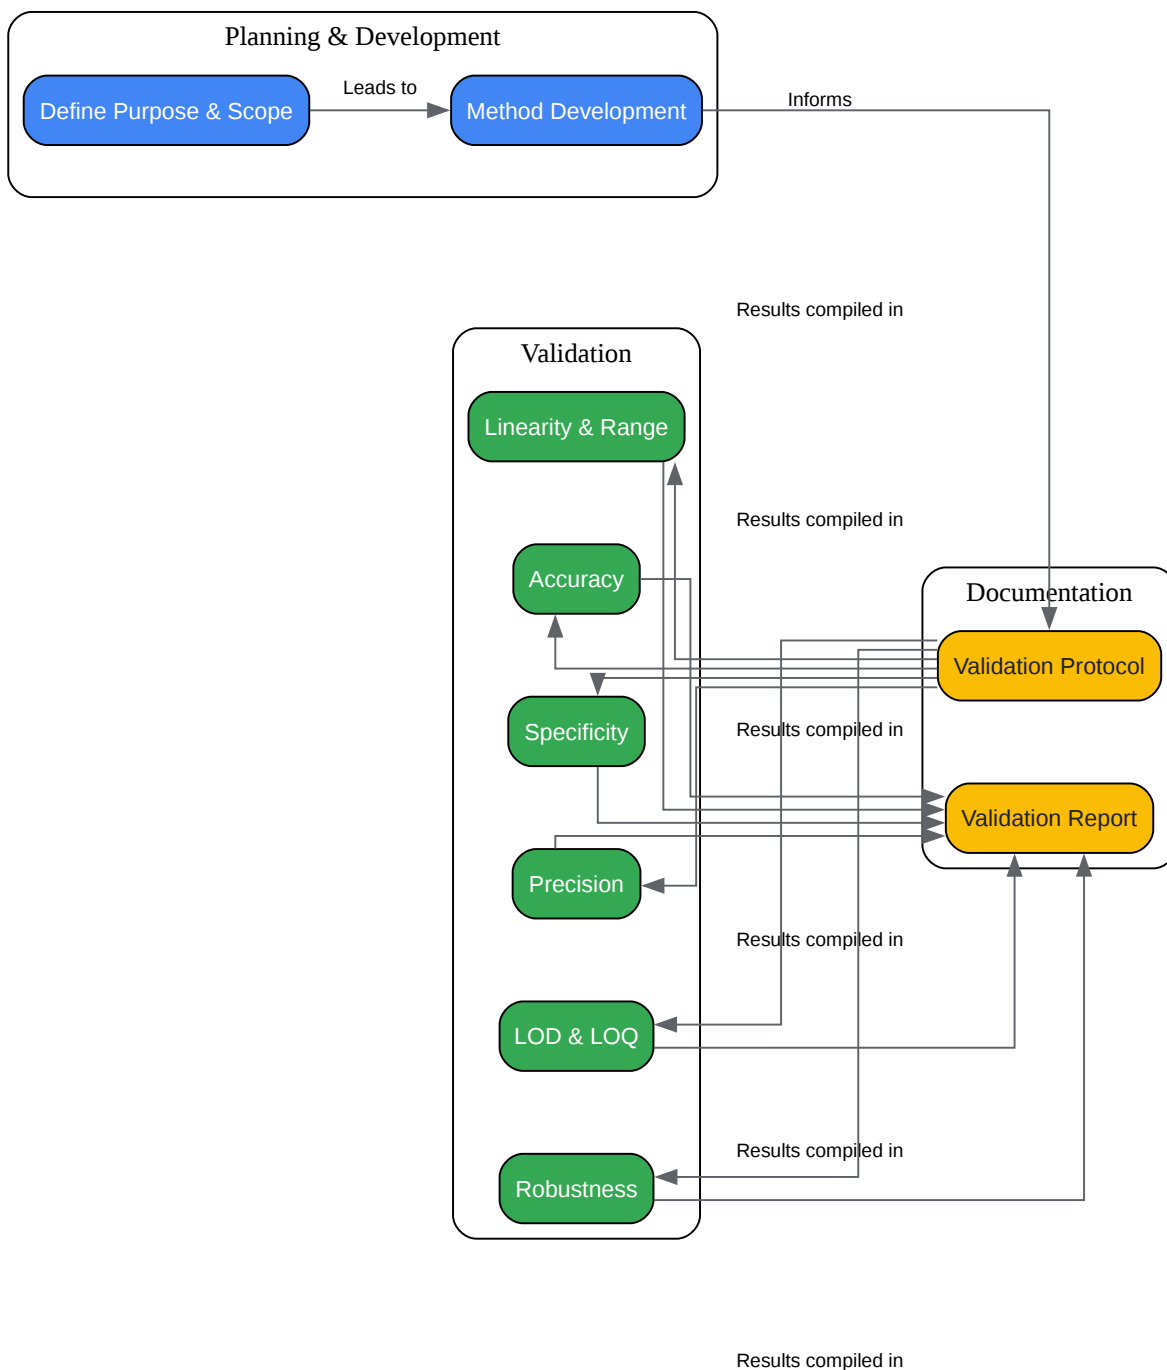 Planning & Development
Define Purpose & Scope
Leads to
Method Development
Informs
Results compiled in
Validation
Linearity & Range
Results compiled in
Accuracy
Documentation
Validation Protocol
Specificity
Results compiled in
Validation Report
Precision
Results compiled in
LOD & LOQ
Results compiled in
Robustness
Results compiled in